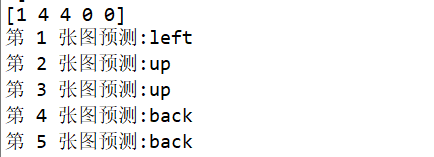 [1 4 4 0 0]
第 1 张图预测:left
第 2 张图预测:up
第 3 张图预测:up
第 4 张图预测:back
第 5 张图预测:back